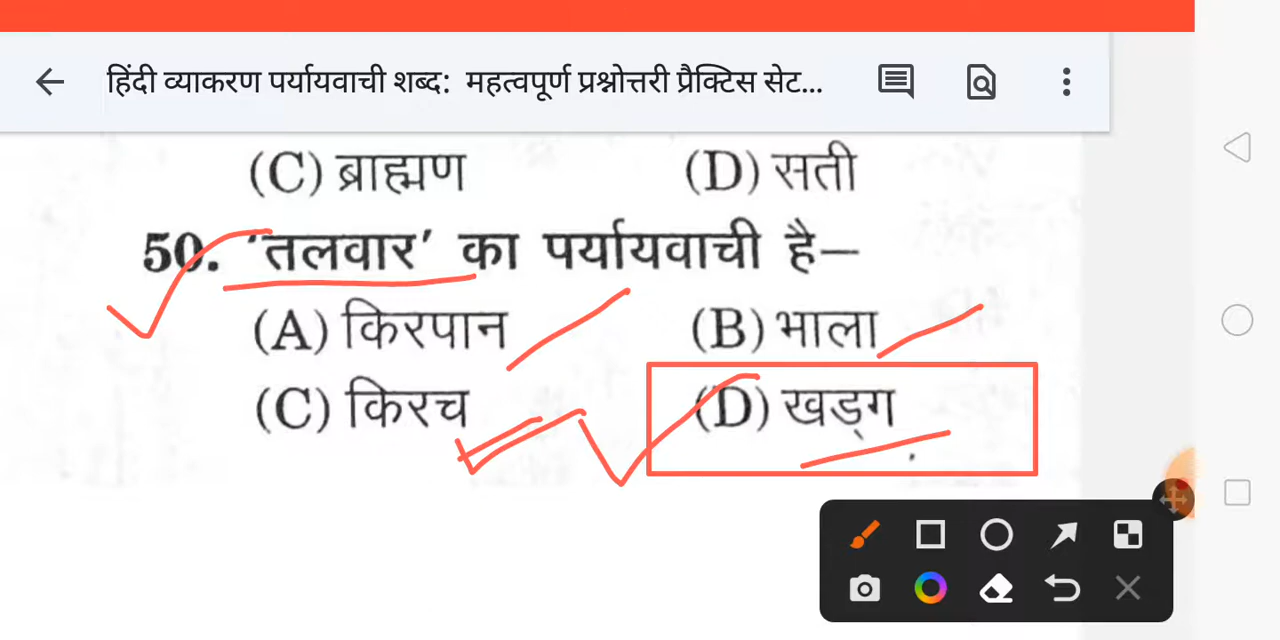 हिंदी व्याकरण पर्यायवाची शब्द: महत्वपूर्ण प्रश्नोत्तरी प्रैक्टिस सेट...
(C) ब्राह्मण (D) सती
50. 'तलवार' का पर्यायवाची है—
(A) किरपान (B) भाला
(C) किरच (D) खड्‌ग